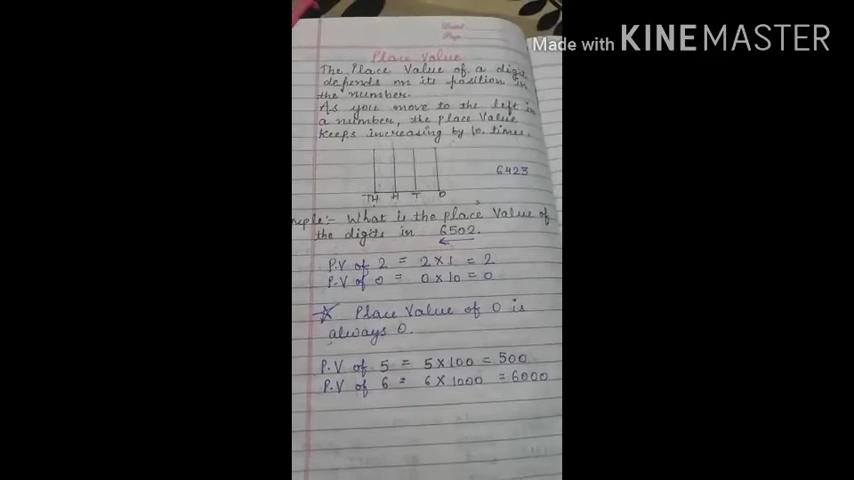 Made with KINEMASTER
Date
Page
Place Value
The Place Value of a digit
depends on its position in
the number.
As you move to the left in
a number, the place value
keeps increasing by 10 times.
6423
TH H T O
mple:- What is the place value of
the digits in 6502.
P.V of 2 = 2×1 = 2
P.V of 0 = 0×10 = 0
☆ Place Value of 0 is
always 0.
P.V of 5 = 5×100 = 500
P.V of 6 = 6×1000 = 6000